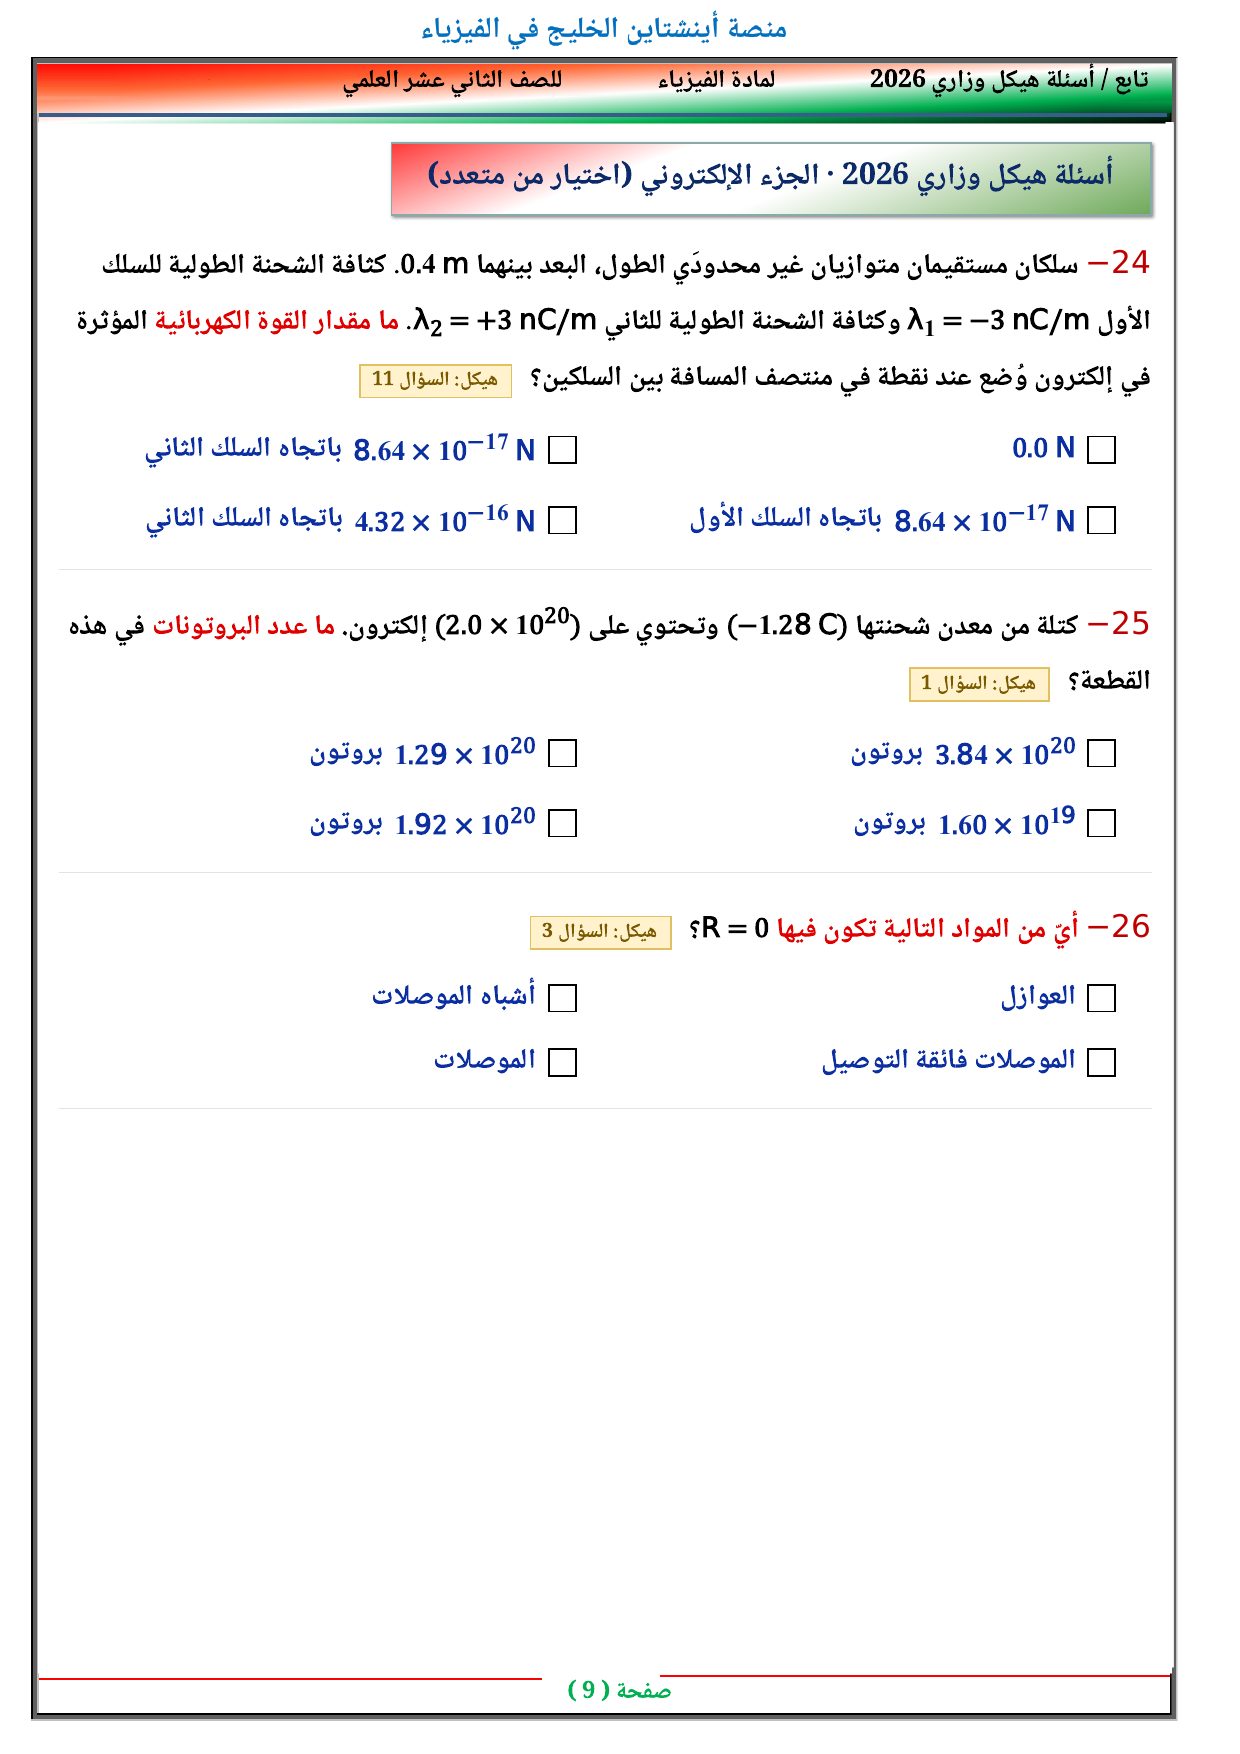 منصة أينشتاين الخليج في الفيزياء
تابع / أسئلة هيكل وزاري 2026 لمادة الفيزياء للصف الثاني عشر العلمي
أسئلة هيكل وزاري 2026 · الجزء الإلكتروني (اختيار من متعدد)
24– سلكان مستقيمان متوازيان غير محدودَي الطول، البعد بينهما 0.4 m. كثافة الشحنة الطولية للسلك
الأول λ₁ = −3 nC/m وكثافة الشحنة الطولية للثاني λ₂ = +3 nC/m. ما مقدار القوة الكهربائية المؤثرة
في إلكترون وُضع عند نقطة في منتصف المسافة بين السلكين؟ هيكل: السؤال 11
0.0 N
8.64 × 10⁻¹⁷ N باتجاه السلك الثاني
8.64 × 10⁻¹⁷ N باتجاه السلك الأول
4.32 × 10⁻¹⁶ N باتجاه السلك الثاني
25– كتلة من معدن شحنتها (−1.28 C) وتحتوي على (2.0 × 10²⁰) إلكترون. ما عدد البروتونات في هذه
القطعة؟ هيكل: السؤال 1
3.84 × 10²⁰ بروتون
1.29 × 10²⁰ بروتون
1.60 × 10¹⁹ بروتون
1.92 × 10²⁰ بروتون
26– أيّ من المواد التالية تكون فيها R = 0؟ هيكل: السؤال 3
العوازل
أشباه الموصلات
الموصلات فائقة التوصيل
الموصلات
صفحة ( 9 )